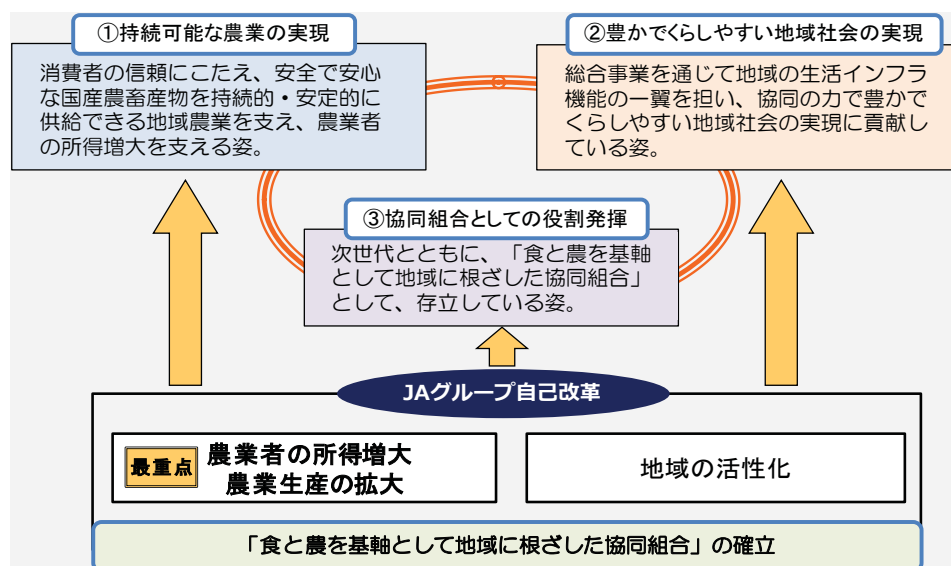 ①持続可能な農業の実現
消費者の信頼にこたえ、安全で安心
な国産農畜産物を持続的・安定的に
供給できる地域農業を支え、農業者
の所得増大を支える姿。
②豊かでくらしやすい地域社会の実現
総合事業を通じて地域の生活インフラ
機能の一翼を担い、協同の力で豊かで
くらしやすい地域社会の実現に貢献し
ている姿。
③協同組合としての役割発揮
次世代とともに、「食と農を基軸
として地域に根ざした協同組合」
として、存立している姿。
JAグループ自己改革
最重点
農業者の所得増大
農業生産の拡大
地域の活性化
「食と農を基軸として地域に根ざした協同組合」の確立